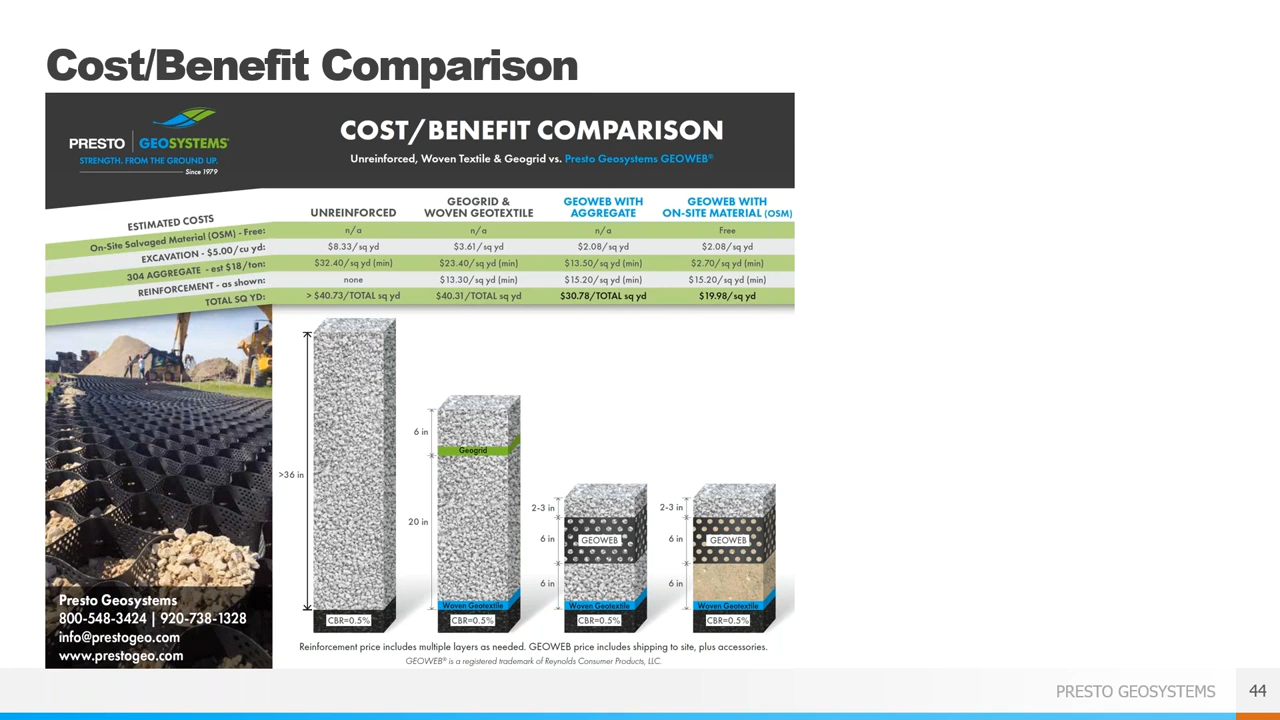 Cost/Benefit Comparison
PRESTO GEOSYSTEMS®
STRENGTH. FROM THE GROUND UP.
Since 1979
COST/BENEFIT COMPARISON
Unreinforced, Woven Textile & Geogrid vs. Presto Geosystems GEOWEB®
ESTIMATED COSTS UNREINFORCED GEOGRID & WOVEN GEOTEXTILE GEOWEB WITH AGGREGATE GEOWEB WITH ON-SITE MATERIAL (OSM)
On-Site Salvaged Material (OSM) - Free: n/a n/a n/a Free
EXCAVATION - $5.00/cu yd: $8.33/sq yd $3.61/sq yd $2.08/sq yd $2.08/sq yd
304 AGGREGATE - est $18/ton: $32.40/sq yd (min) $23.40/sq yd (min) $13.50/sq yd (min) $2.70/sq yd (min)
REINFORCEMENT - as shown: none $13.30/sq yd (min) $15.20/sq yd (min) $15.20/sq yd (min)
TOTAL SQ YD: > $40.73/TOTAL sq yd $40.31/TOTAL sq yd $30.78/TOTAL sq yd $19.98/sq yd
>36 in
CBR=0.5%
6 in
Geogrid
20 in
Woven Geotextile
CBR=0.5%
2-3 in
6 in
GEOWEB
6 in
Woven Geotextile
CBR=0.5%
2-3 in
6 in
GEOWEB
6 in
Woven Geotextile
CBR=0.5%
Presto Geosystems
800-548-3424 | 920-738-1328
info@prestogeo.com
www.prestogeo.com
Reinforcement price includes multiple layers as needed. GEOWEB price includes shipping to site, plus accessories.
GEOWEB® is a registered trademark of Reynolds Consumer Products, LLC.
PRESTO GEOSYSTEMS 44